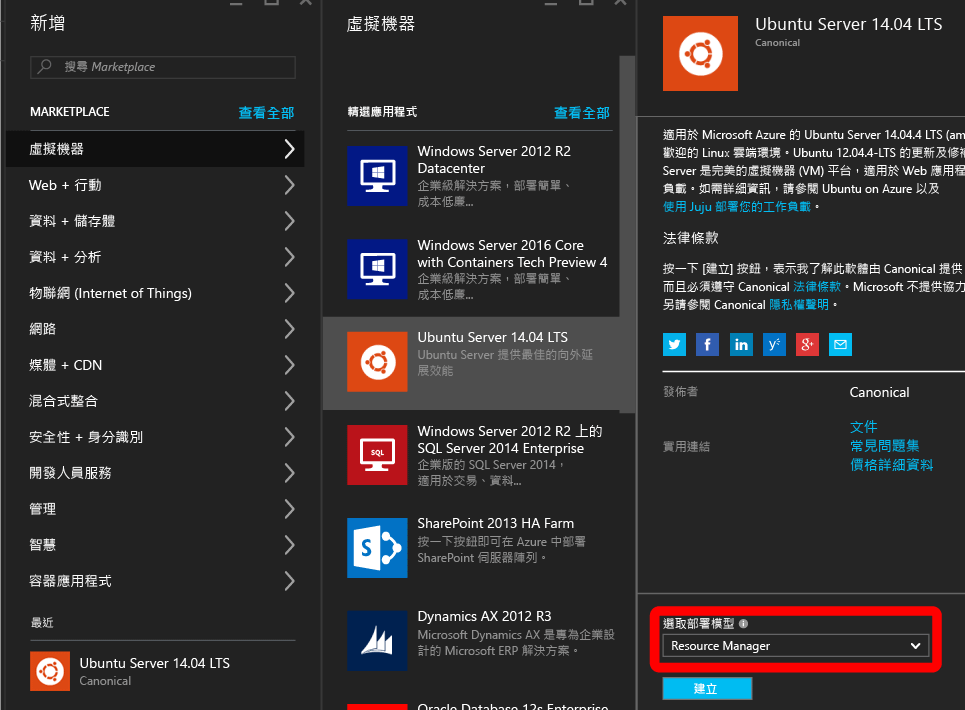 新增
搜尋 Marketplace
MARKETPLACE
查看全部
虛擬機器
Web + 行動
資料 + 儲存體
資料 + 分析
物聯網 (Internet of Things)
網路
媒體 + CDN
混合式整合
安全性 + 身分識別
開發人員服務
管理
智慧
容器應用程式
最近
Ubuntu Server 14.04 LTS
Canonical
虛擬機器
精選應用程式
查看全部
Windows Server 2012 R2
Datacenter
企業級解決方案，部署簡單、
成本低廉...
Windows Server 2016 Core
with Containers Tech Preview 4
企業級解決方案，部署簡單、
成本低廉...
Ubuntu Server 14.04 LTS
Ubuntu Server 提供最佳的向外延
展效能
SQL
Windows Server 2012 R2 上的
SQL Server 2014 Enterprise
企業版的 SQL Server 2014，
適用於交易、資料...
SharePoint 2013 HA Farm
按一下按鈕即可在 Azure 中部署
SharePoint 伺服器陣列。
Dynamics AX 2012 R3
Microsoft Dynamics AX 是專為企業設
計的 Microsoft ERP 解決方案。
Oracle Database 12s Enterprise
Ubuntu Server 14.04 LTS
Canonical
適用於 Microsoft Azure 的 Ubuntu Server 14.04.4 LTS (am
歡迎的 Linux 雲端環境。Ubuntu 12.04.4-LTS 的更新及修補
Server 是完美的虛擬機器 (VM) 平台，適用於 Web 應用程
負載。如需詳細資訊，請參閱 Ubuntu on Azure 以及
使用 Juju 部署您的工作負載。
法律條款
按一下 [建立] 按鈕，表示我了解此軟體由 Canonical 提供
而且必須遵守 Canonical 法律條款。Microsoft 不提供協力
另請參閱 Canonical 隱私權聲明。
發佈者
Canonical
實用連結
文件
常見問題集
價格詳細資料
選取部署模型
Resource Manager
建立